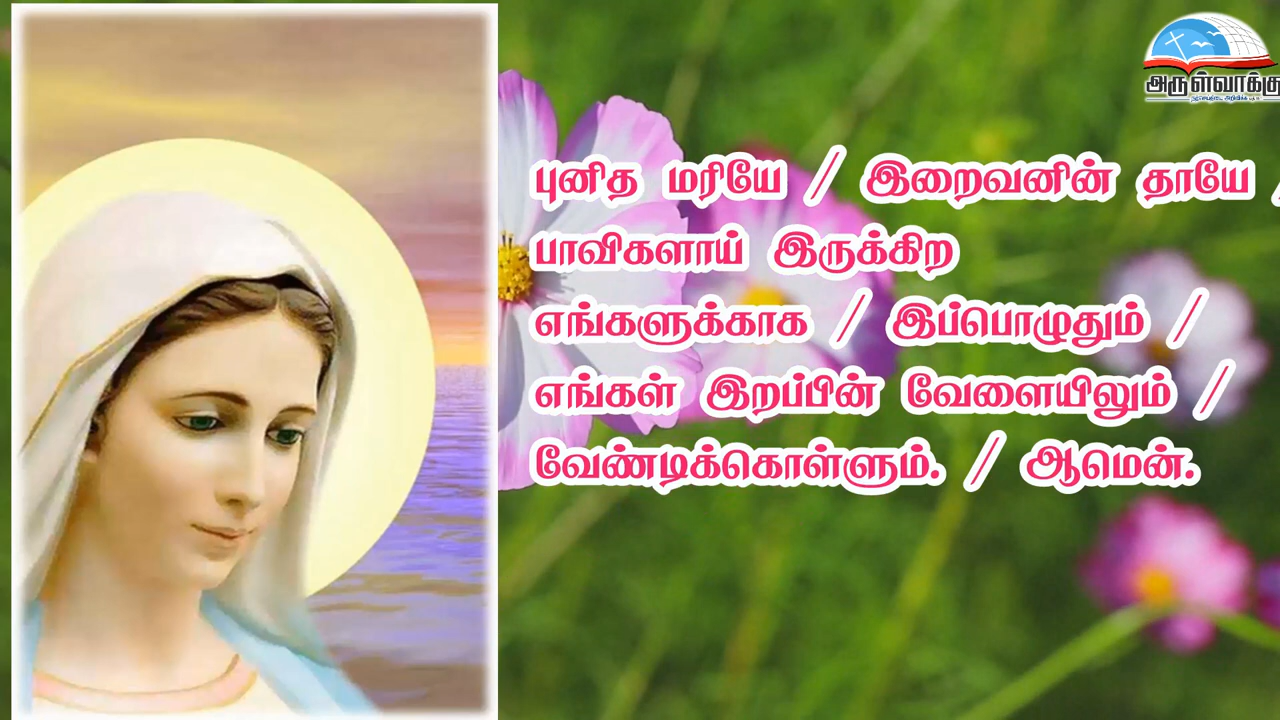 அருள்வாக்கு
புனித மரியே / இறைவனின் தாயே /
பாவிகளாய் இருக்கிற
எங்களுக்காக / இப்பொழுதும் /
எங்கள் இறப்பின் வேளையிலும் /
வேண்டிக்கொள்ளும். / ஆமென்.